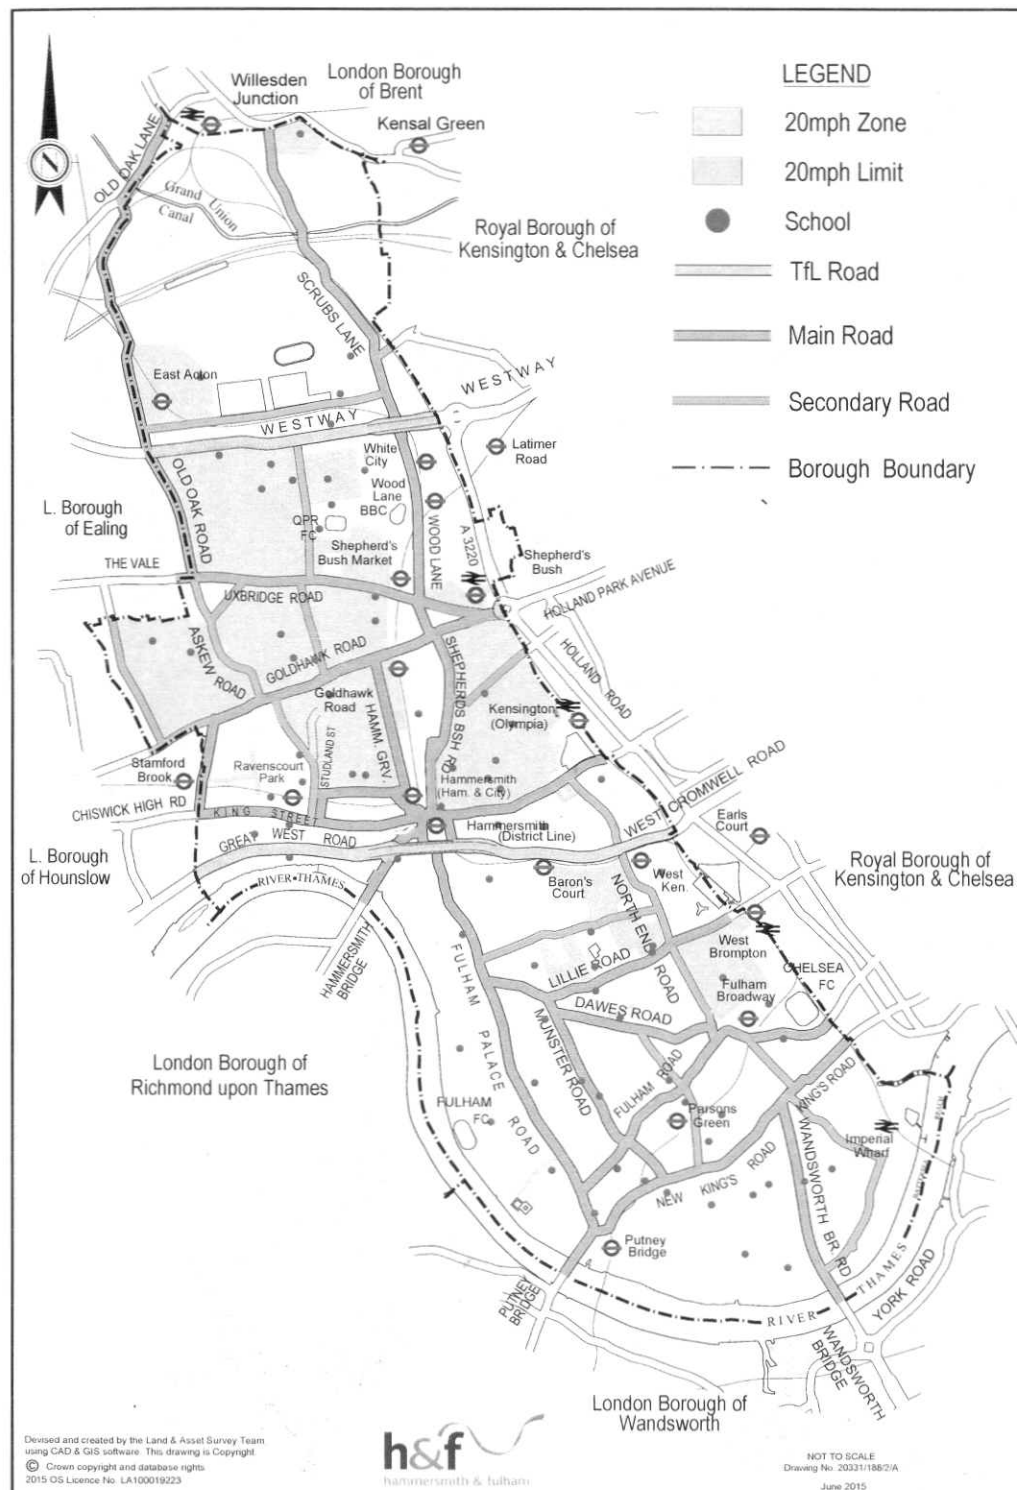 Willesden
Junction
London Borough
of Brent
Kensal Green
OLD OAK LANE
Grand Union
Canal
Royal Borough of
Kensington & Chelsea
SCRUBS LANE
LEGEND
20mph Zone
20mph Limit
School
TfL Road
Main Road
Secondary Road
Borough Boundary
East Acton
WESTWAY
WESTWAY
White
City
Latimer
Road
Wood
Lane
BBC
OLD OAK ROAD
L. Borough
of Ealing
QPR
FC
WOOD LANE
A 3220
Shepherd's
Bush Market
Shepherd's
Bush
THE VALE
UXBRIDGE ROAD
HOLLAND PARK AVENUE
ASKEW ROAD
GOLDHAWK ROAD
SHEPHERDS BSH RD
HOLLAND ROAD
Goldhawk
Road
HAMM. GRV.
STUDLAND ST
Kensington
(Olympia)
Stamford
Brook
Ravenscourt
Park
Hammersmith
(Ham. & City)
CHISWICK HIGH RD
KING STREET
WEST CROMWELL ROAD
Hammersmith
(District Line)
GREAT WEST ROAD
Earls
Court
L. Borough
of Hounslow
RIVER THAMES
Baron's
Court
West
Ken.
Royal Borough of
Kensington & Chelsea
NORTH END ROAD
HAMMERSMITH
BRIDGE
FULHAM PALACE ROAD
LILLIE ROAD
West
Brompton
CHELSEA
FC
Fulham
Broadway
DAWES ROAD
MUNSTER ROAD
London Borough of
Richmond upon Thames
FULHAM ROAD
KING'S ROAD
FULHAM
FC
Parsons
Green
Imperial
Wharf
WANDSWORTH BR. RD
NEW KING'S ROAD
Putney
Bridge
PUTNEY
BRIDGE
RIVER THAMES
YORK ROAD
WANDSWORTH
BRIDGE
London Borough of
Wandsworth
Devised and created by the Land & Asset Survey Team
using CAD & GIS software. This drawing is Copyright
© Crown copyright and database rights
2015 OS Licence No. LA100019223
h&f
hammersmith & fulham
NOT TO SCALE
Drawing No. 20331/188/2/A
June 2015